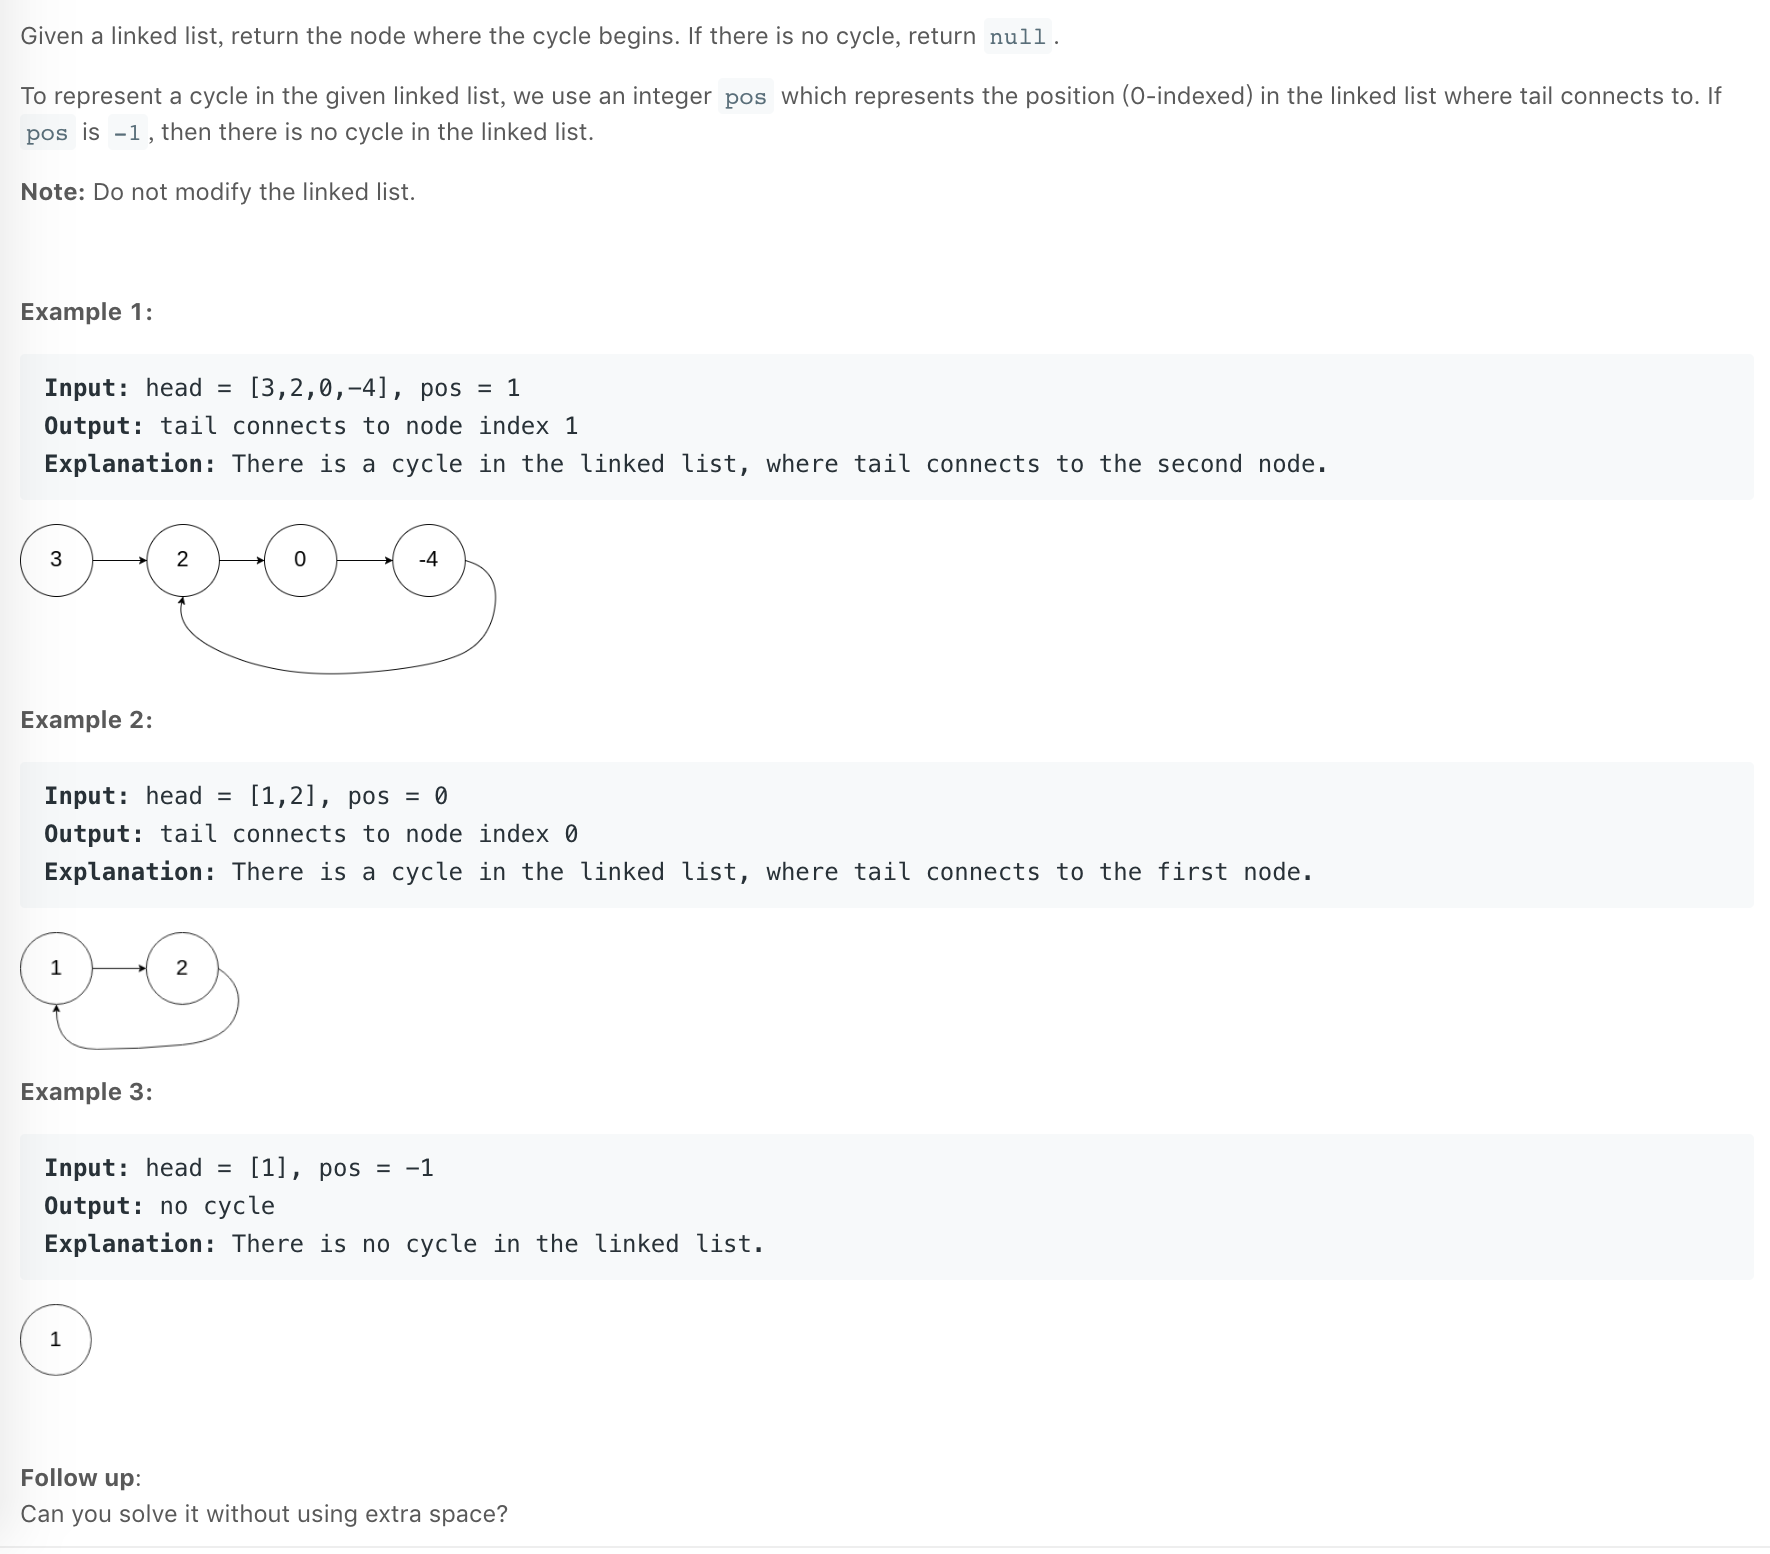 Given a linked list, return the node where the cycle begins. If there is no cycle, return null.
To represent a cycle in the given linked list, we use an integer pos which represents the position (0-indexed) in the linked list where tail connects to. If
pos is -1, then there is no cycle in the linked list.
Note: Do not modify the linked list.
Example 1:
Input: head = [3,2,0,-4], pos = 1
Output: tail connects to node index 1
Explanation: There is a cycle in the linked list, where tail connects to the second node.
3 2 0 -4
Example 2:
Input: head = [1,2], pos = 0
Output: tail connects to node index 0
Explanation: There is a cycle in the linked list, where tail connects to the first node.
1 2
Example 3:
Input: head = [1], pos = -1
Output: no cycle
Explanation: There is no cycle in the linked list.
1
Follow up:
Can you solve it without using extra space?